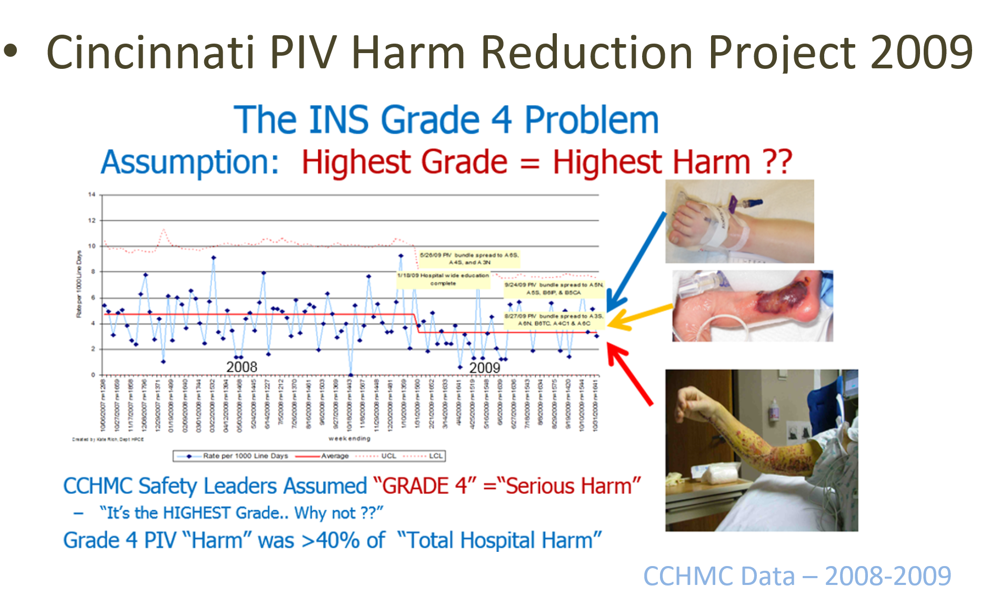 • Cincinnati PIV Harm Reduction Project 2009
The INS Grade 4 Problem
Assumption: Highest Grade = Highest Harm ??
14
12
10
8
6
4
2
0
Rate per 1000 Line Days
5/26/09 PIV bundle spread to A6S,
A4S, and A3N
1/18/09 Hospital wide education
complete
9/24/09 PIV bundle spread to A5N,
A5S, B6IP, & B5CA
8/27/09 PIV bundle spread to A3S,
A6N, B6TC, A4C1 & A6C
2008
2009
10/06/2007 n=1298
10/27/2007 n=1659
11/17/2007 n=1658
12/08/2007 n=1796
12/29/2007 n=1371
01/19/2008 n=1499
02/09/2008 n=1640
03/01/2008 n=1744
03/22/2008 n=1532
04/12/2008 n=1394
05/03/2008 n=1468
5/24/2008 n=1445
6/14/2008 n=1227
7/5/2008 n=1212
7/26/2008 n=1370
8/16/2008 n=1461
9/6/2008 n=1503
9/27/2008 n=1369
10/18/2008 n=1443
11/8/2008 n=1567
11/29/2008 n=1448
12/20/2008 n=1481
1/10/2009 n=1359
1/31/2009 n=1560
2/21/2009 n=1652
3/14/2009 n=1633
4/4/2009 n=1641
4/25/2009 n=1519
5/16/2009 n=1548
6/6/2009 n=1639
6/27/2009 n=1636
7/18/2009 n=1543
8/8/2009 n=1634
8/29/2009 n=1575
9/19/2009 n=1420
10/10/2009 n=1544
10/31/2009 n=1641
week ending
Created by Kate Rich, Dept HPCE
Rate per 1000 Line Days Average UCL LCL
CCHMC Safety Leaders Assumed “GRADE 4” =“Serious Harm”
– “It’s the HIGHEST Grade.. Why not ??”
Grade 4 PIV “Harm” was >40% of “Total Hospital Harm”
CCHMC Data – 2008-2009